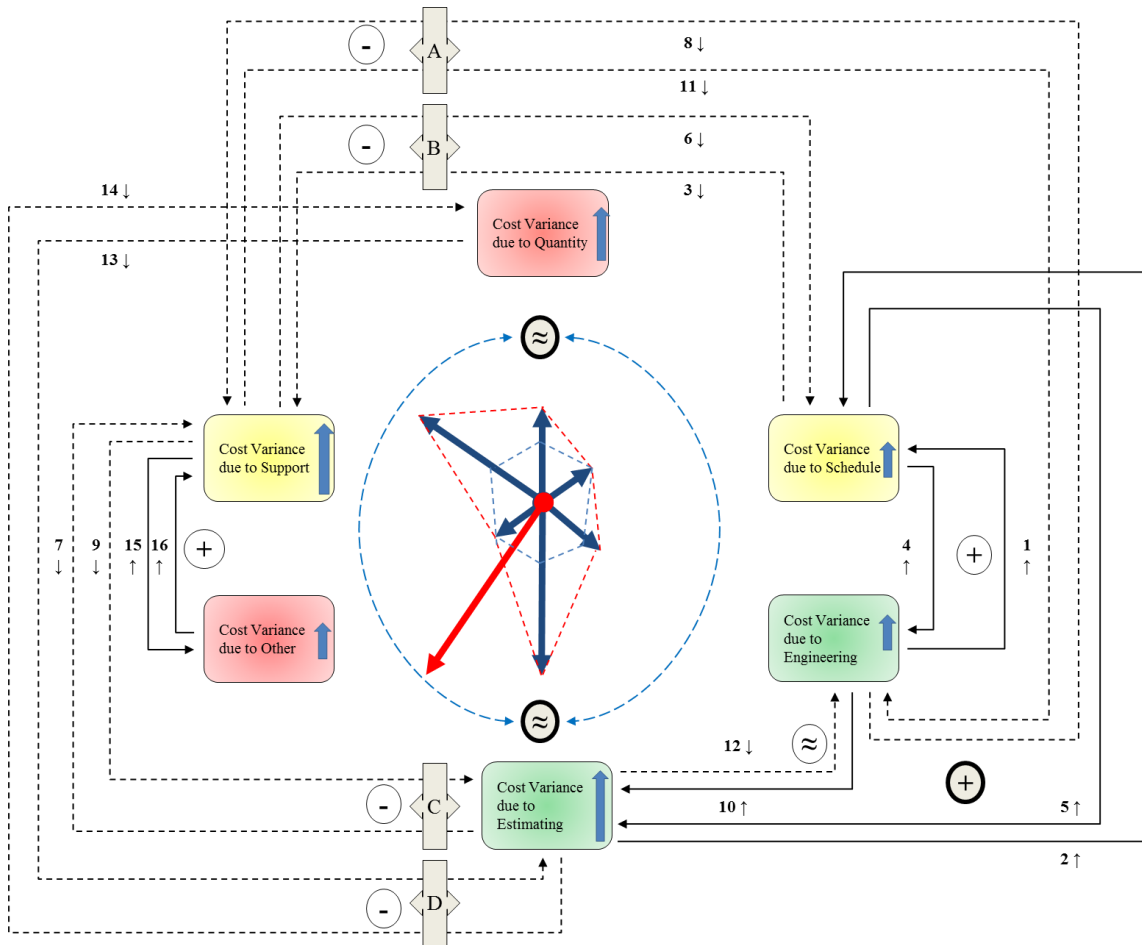 - A 8 ↓
11 ↓
- B 6 ↓
14 ↓ 3 ↓
Cost Variance
due to Quantity
13 ↓
≈
Cost Variance
due to Support
Cost Variance
due to Schedule
7 ↓
9 ↓
15 ↑
16 ↑
+
4 ↑
+
1 ↑
Cost Variance
due to Other
Cost Variance
due to
Engineering
≈
12 ↓ ≈
Cost Variance
due to
Estimating
+
- C
10 ↑ 5 ↑
2 ↑
- D